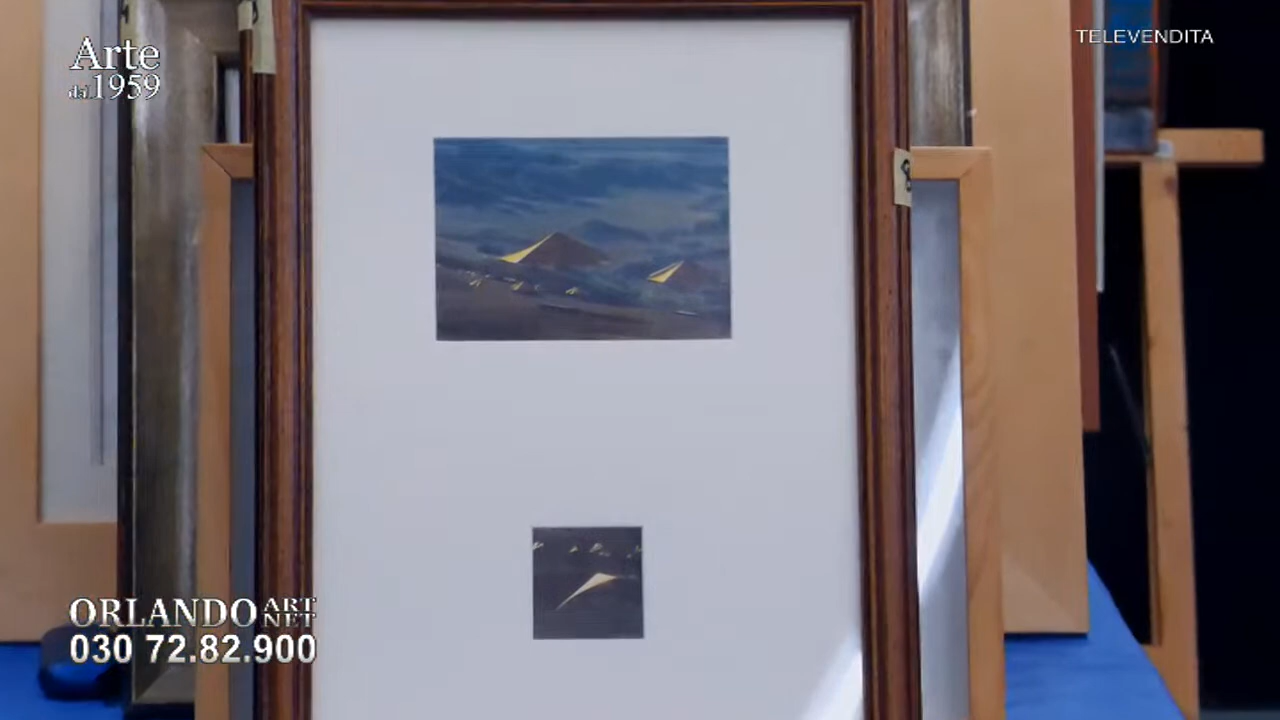 Arte
dal 1959
TELEVENDITA
ORLANDO ART NET
030 72.82.900